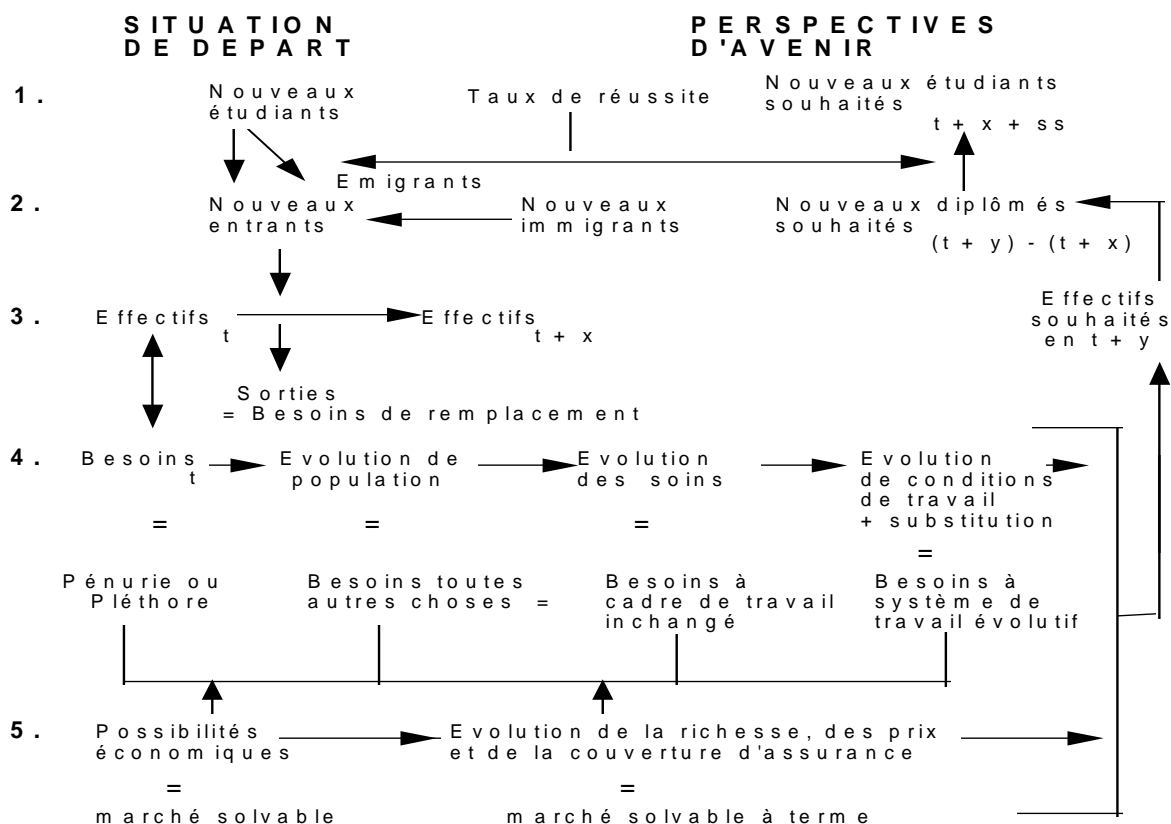 SITUATION
DE DEPART
PERSPECTIVES
D'AVENIR
1.
Nouveaux
étudiants
Taux de réussite
Nouveaux étudiants
souhaités
t + x + ss
Emigrants
2.
Nouveaux
entrants
Nouveaux
immigrants
Nouveaux diplômés
souhaités
(t + y) - (t + x)
3.
Effectifs
t
Effectifs
t + x
Effectifs
souhaités
en t + y
Sorties
= Besoins de remplacement
4.
Besoins
t
Evolution de
population
Evolution
des soins
Evolution
de conditions
de travail
+ substitution
=
=
=
=
Pénurie ou
Pléthore
Besoins toutes
autres choses =
Besoins à
cadre de travail
inchangé
Besoins à
système de
travail évolutif
5.
Possibilités
économiques
Evolution de la richesse, des prix
et de la couverture d'assurance
=
=
marché solvable
marché solvable à terme